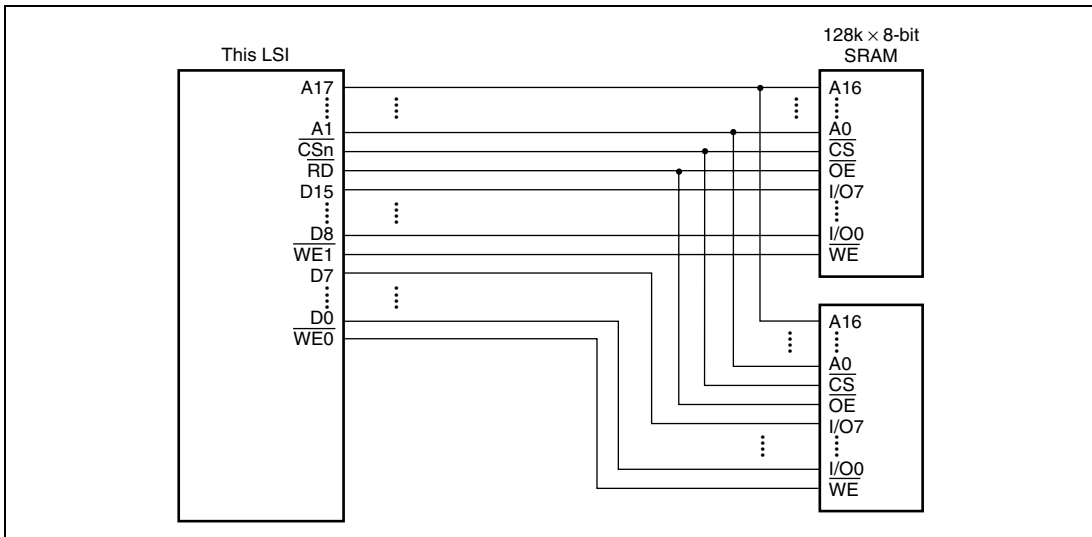 This LSI
A17
A1
CSn
RD
D15
D8
WE1
D7
D0
WE0
128k × 8-bit
SRAM
A16
A0
CS
OE
I/O7
I/O0
WE
A16
A0
CS
OE
I/O7
I/O0
WE